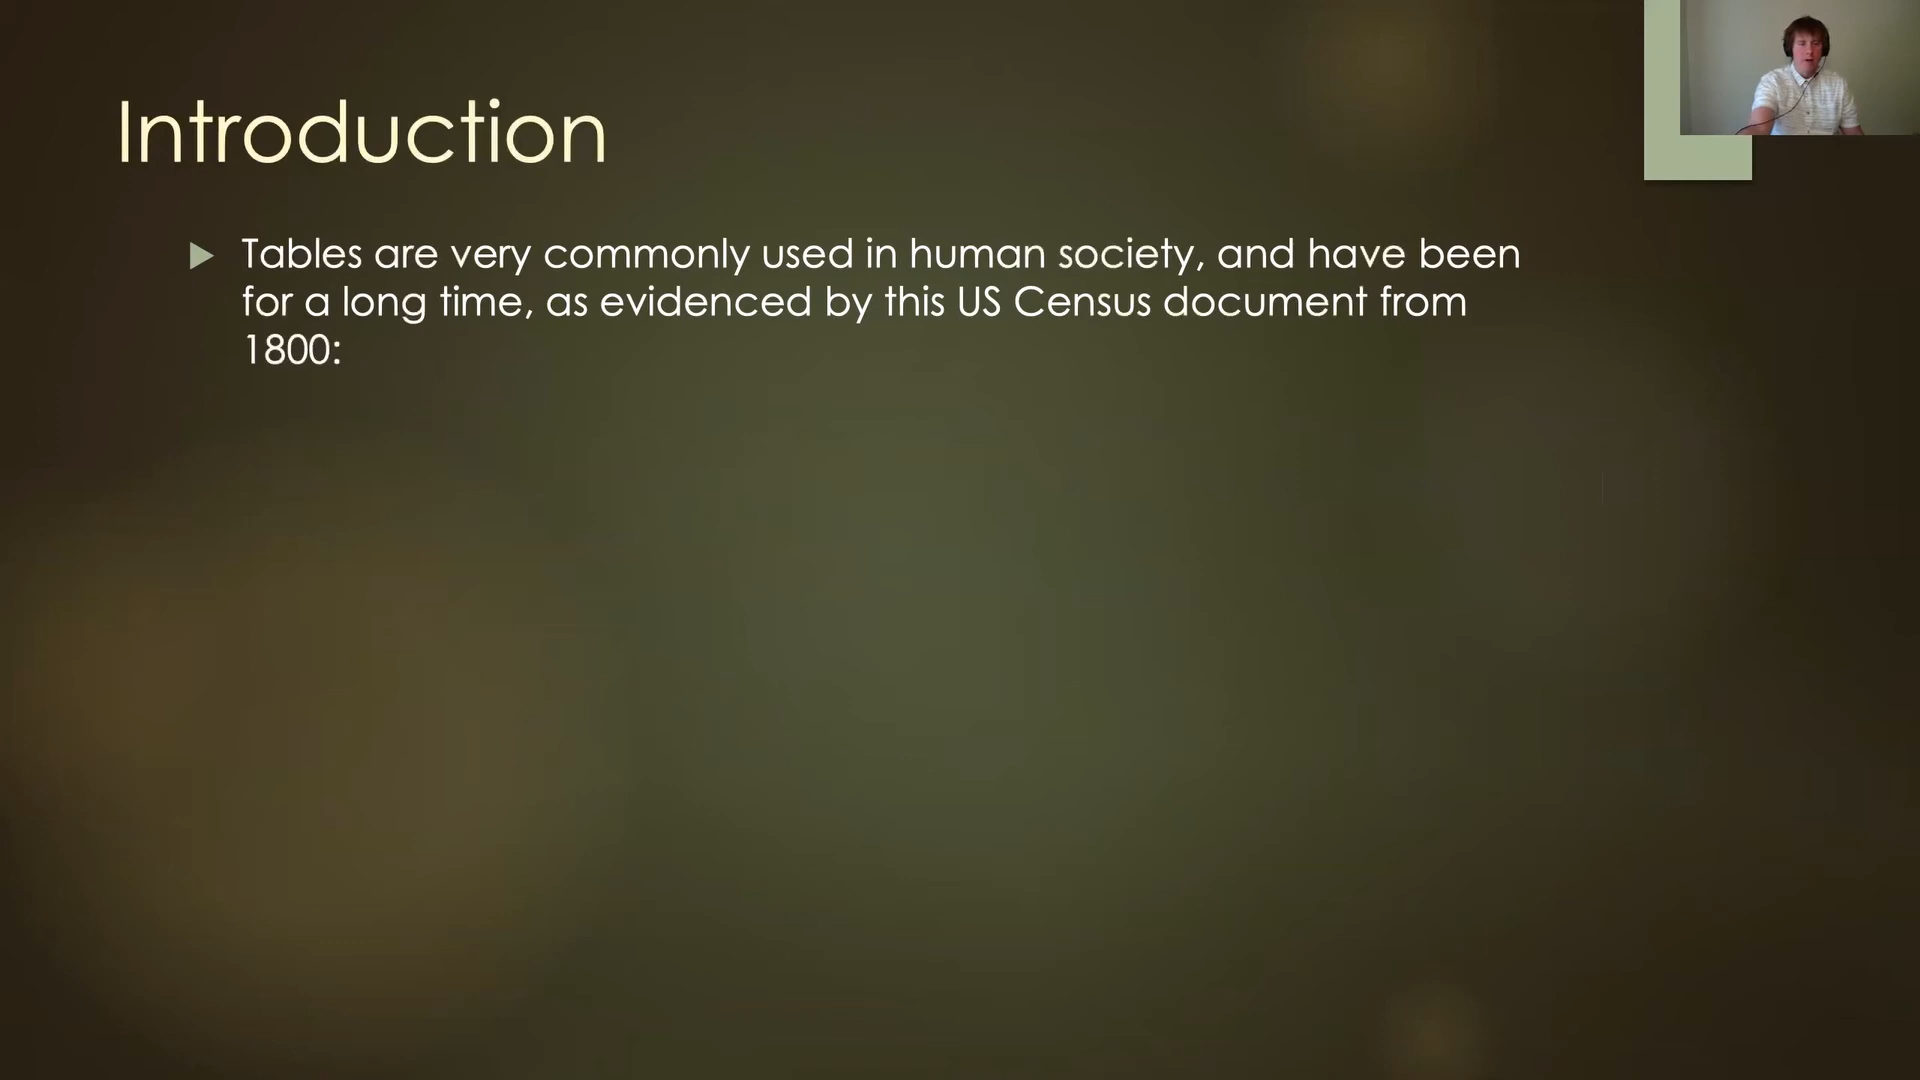 Introduction
Tables are very commonly used in human society, and have been
for a long time, as evidenced by this US Census document from
1800: